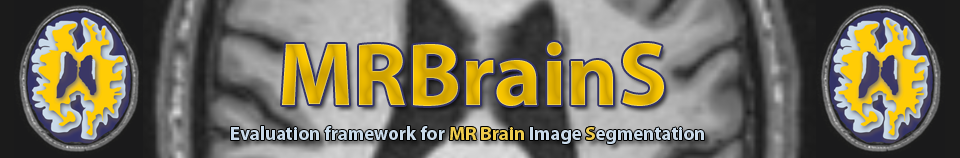 MRBrainS
Evaluation framework for MR Brain Image Segmentation